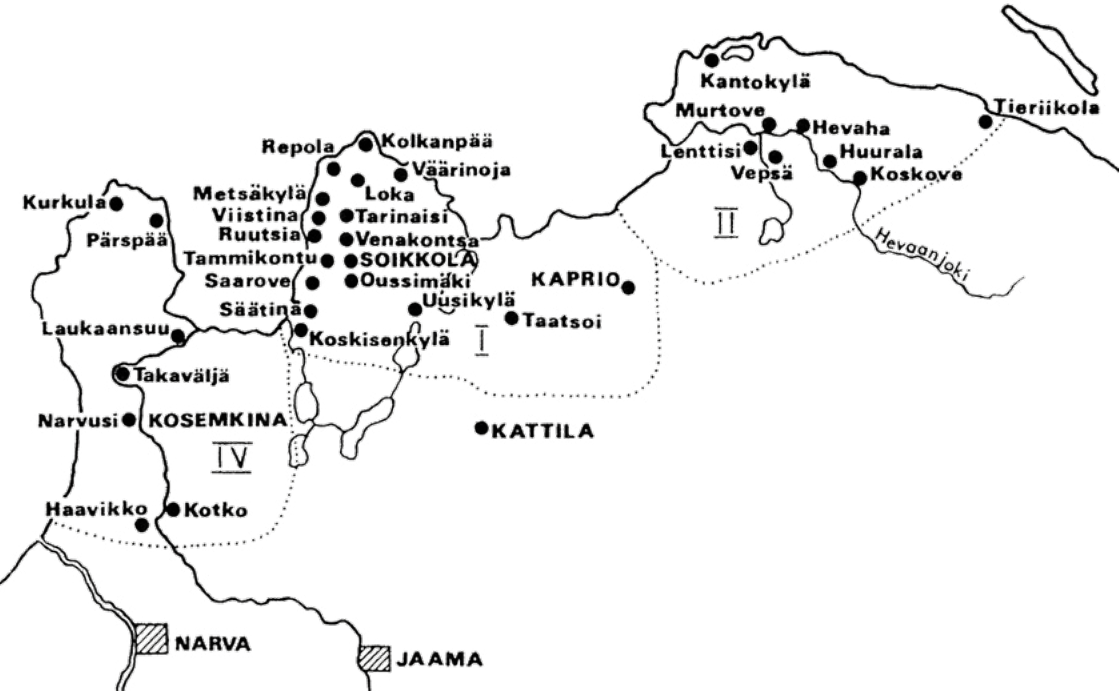 Kantokylä
Tieriikola
Murtove
Hevaha
Kolkanpää
Repola
Lenttisi
Huurala
Väärinoja
Vepsä
Koskove
Metsäkylä
Loka
Kurkula
Viistina
Tarinaisi
Pärspää
Ruutsia
Venakontsa
II
Hevaanjoki
Tammikontu
SOIKKOLA
Saarove
Oussimäki
KAPRIO
Säätinä
Uusikylä
Laukaansuu
Koskisenkylä
I
Taatsoi
Takaväljä
Narvusi
KOSEMKINA
KATTILA
IV
Haavikko
Kotko
NARVA
JAAMA